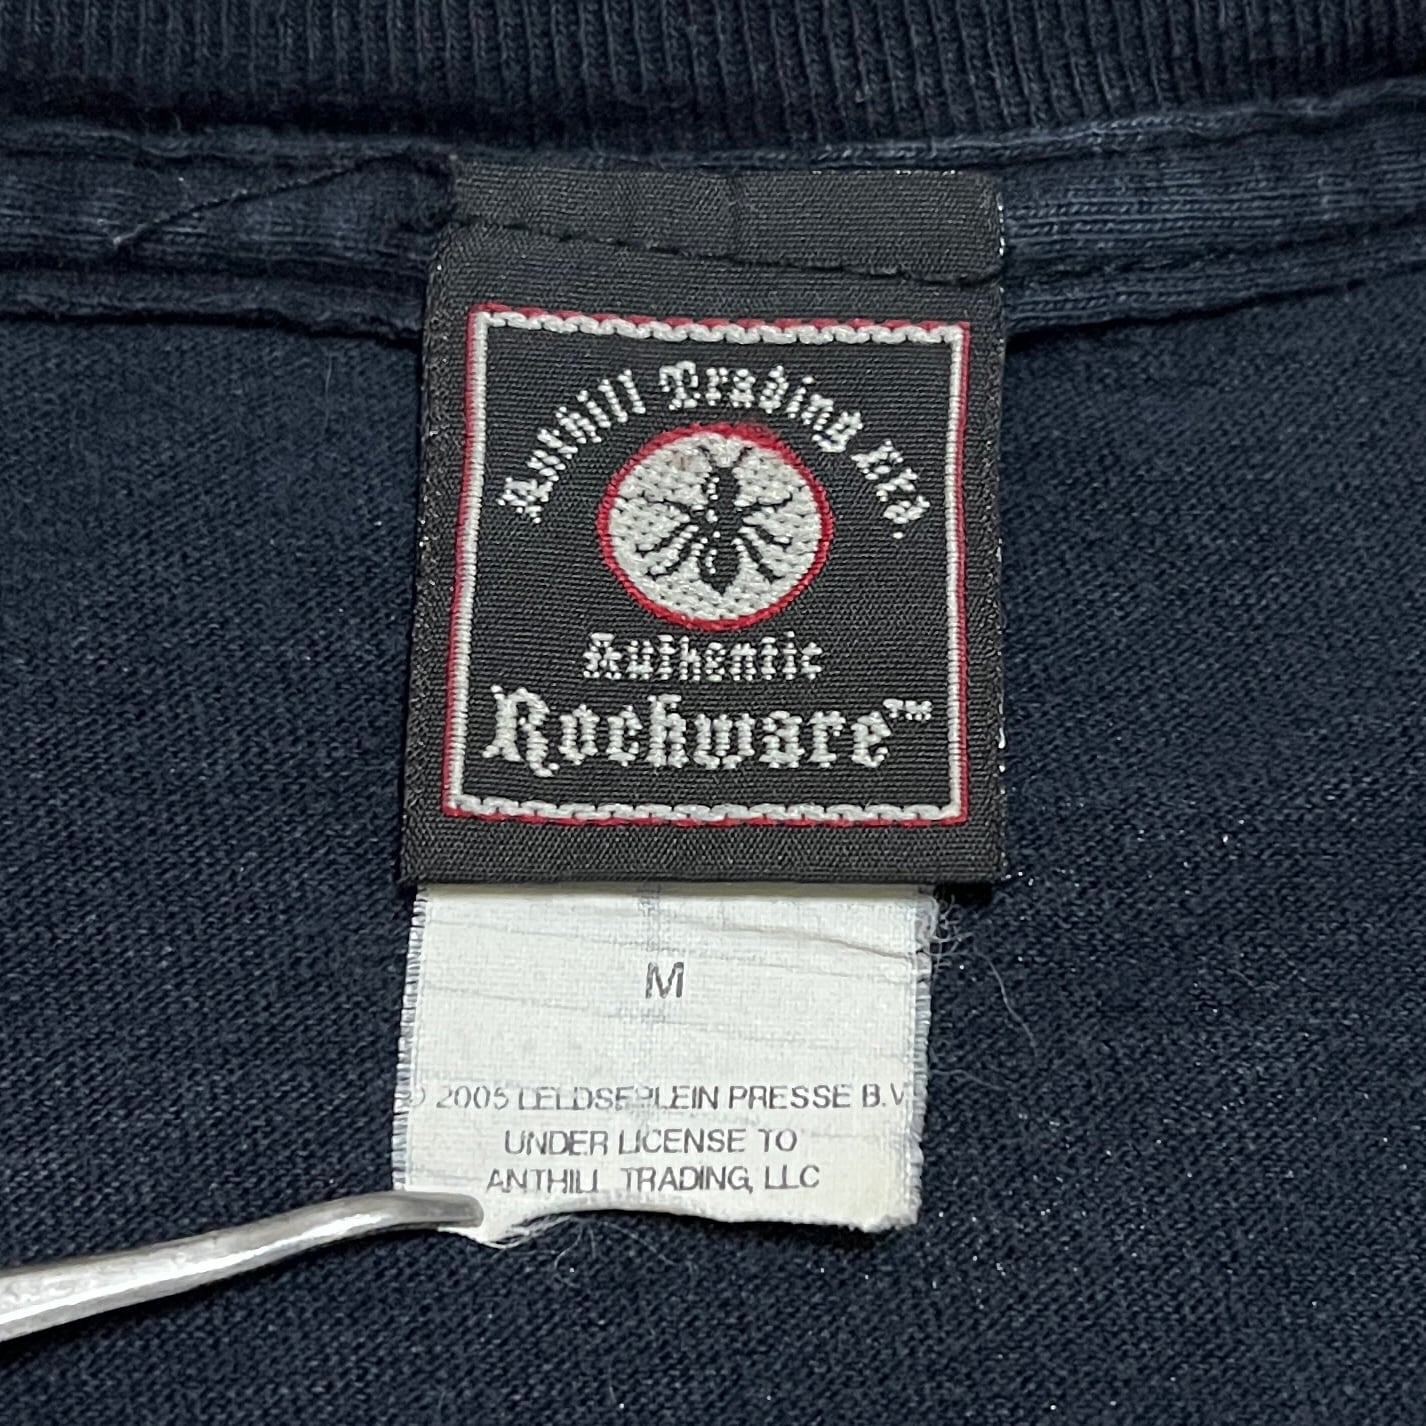 Anthill Trading Ltd.
Authentic
Rockware™
M
© 2005 LELDSEPLEIN PRESSE B.V
UNDER LICENSE TO
ANTHILL TRADING, LLC